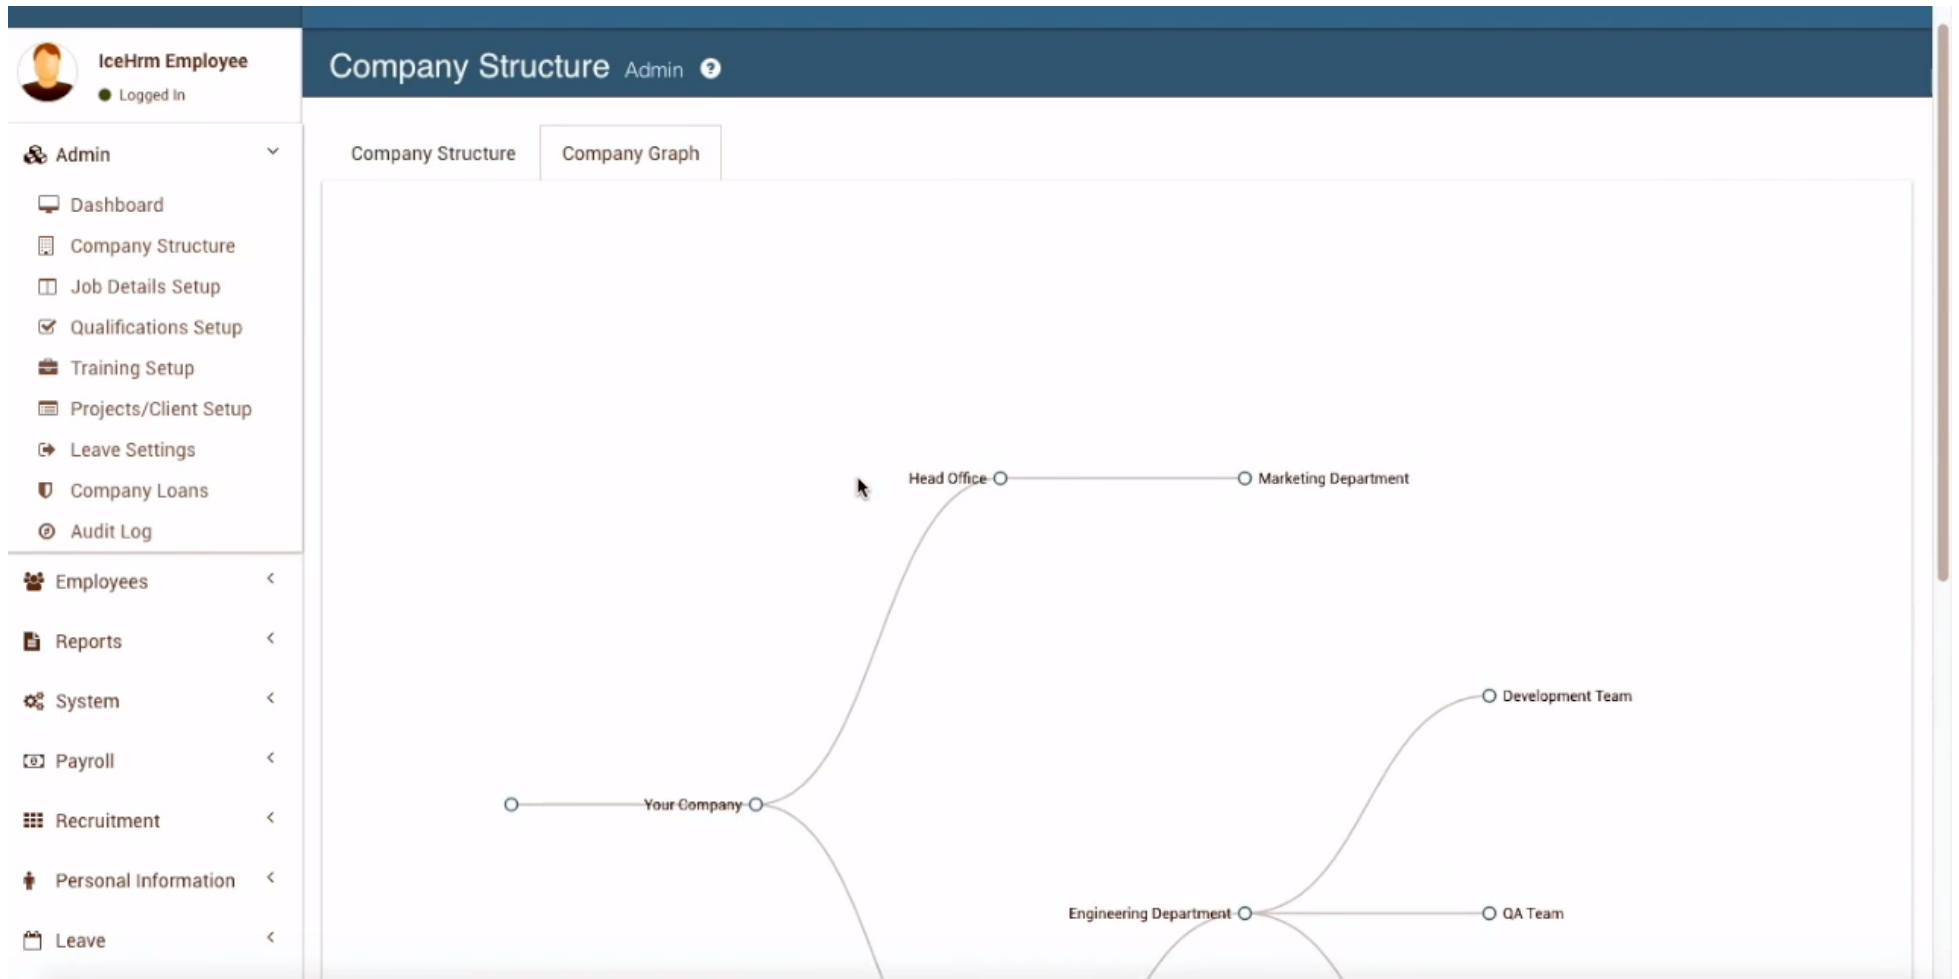 IceHrm Employee
Logged In
Admin
Dashboard
Company Structure
Job Details Setup
Qualifications Setup
Training Setup
Projects/Client Setup
Leave Settings
Company Loans
Audit Log
Employees
Reports
System
Payroll
Recruitment
Personal Information
Leave
Company Structure Admin ?
Company Structure
Company Graph
Head Office
Marketing Department
Development Team
Your Company
Engineering Department
QA Team